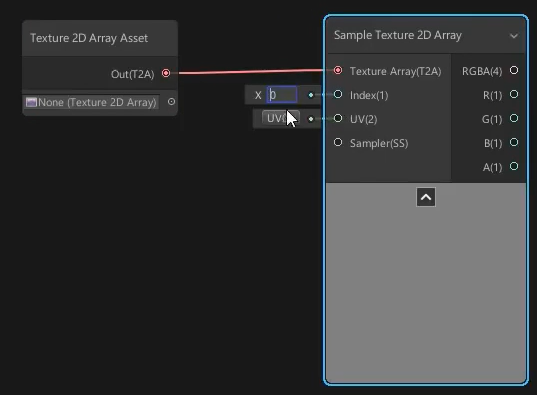 Texture 2D Array Asset
Out(T2A)
None (Texture 2D Array)
Sample Texture 2D Array
Texture Array(T2A)
RGBA(4)
X 0
Index(1)
R(1)
UV(2)
G(1)
Sampler(SS)
B(1)
A(1)